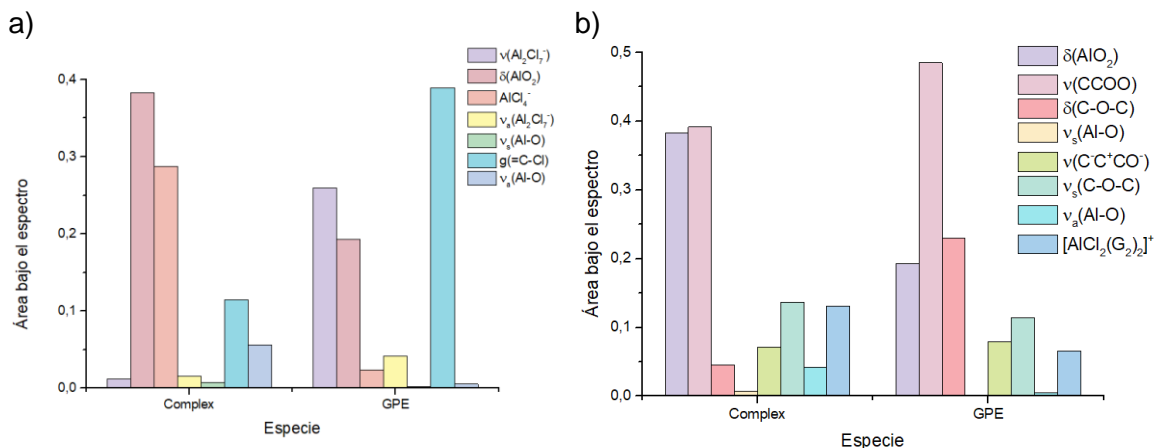 a)
ν(Al₂Cl₇⁻)
δ(AlO₂)
AlCl₄⁻
νₐ(Al₂Cl₇⁻)
νₛ(Al-O)
g(=C-Cl)
νₐ(Al-O)
0,4
0,3
0,2
0,1
0,0
Área bajo el espectro
Complex
GPE
Especie
b)
δ(AlO₂)
ν(CCOO)
δ(C-O-C)
νₛ(Al-O)
ν(C⁻C⁺CO⁻)
νₛ(C-O-C)
νₐ(Al-O)
[AlCl₂(G₂)₂]⁺
0,5
0,4
0,3
0,2
0,1
0,0
Área bajo el espectro
Complex
GPE
Especie